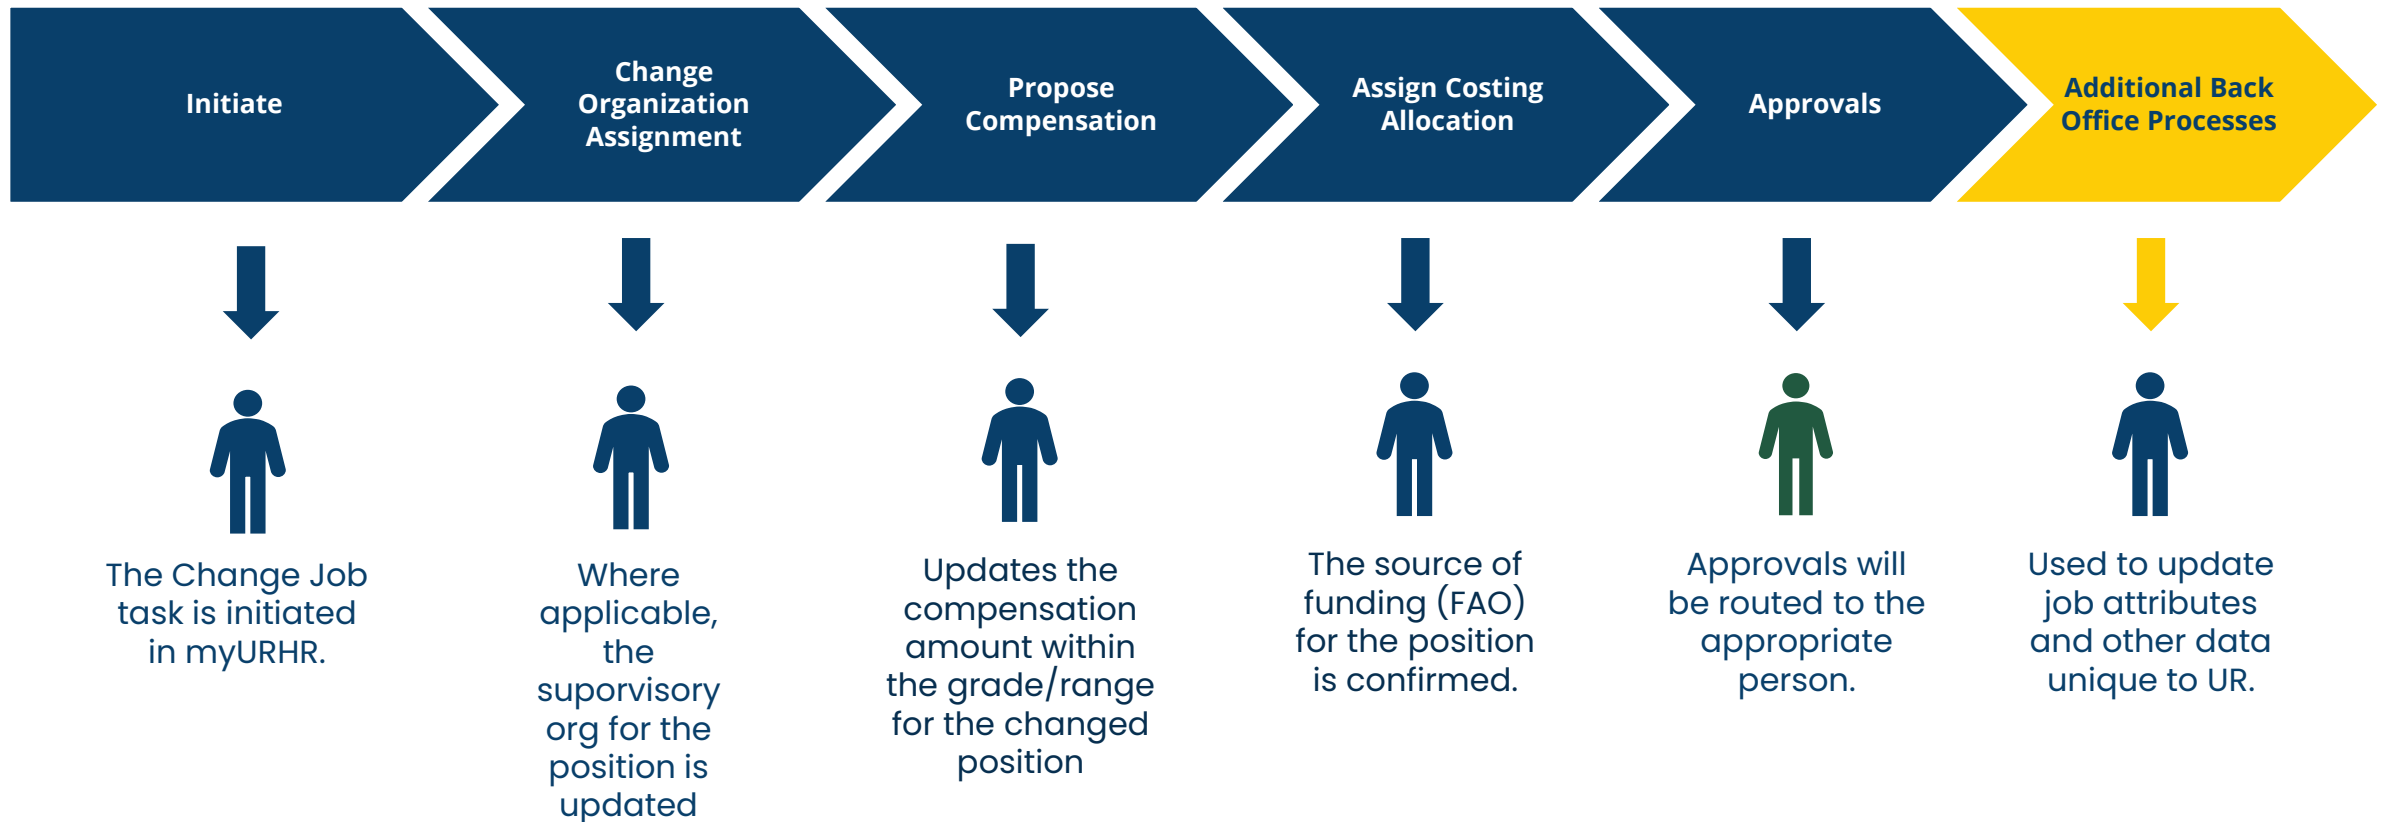 Initiate
Change
Organization
Assignment
Propose
Compensation
Assign Costing
Allocation
Approvals
Additional Back
Office Processes
The Change Job
task is initiated
in myURHR.
Where
applicable,
the
suporvisory
org for the
position is
updated
Updates the
compensation
amount within
the grade/range
for the changed
position
The source of
funding (FAO)
for the position
is confirmed.
Approvals will
be routed to the
appropriate
person.
Used to update
job attributes
and other data
unique to UR.